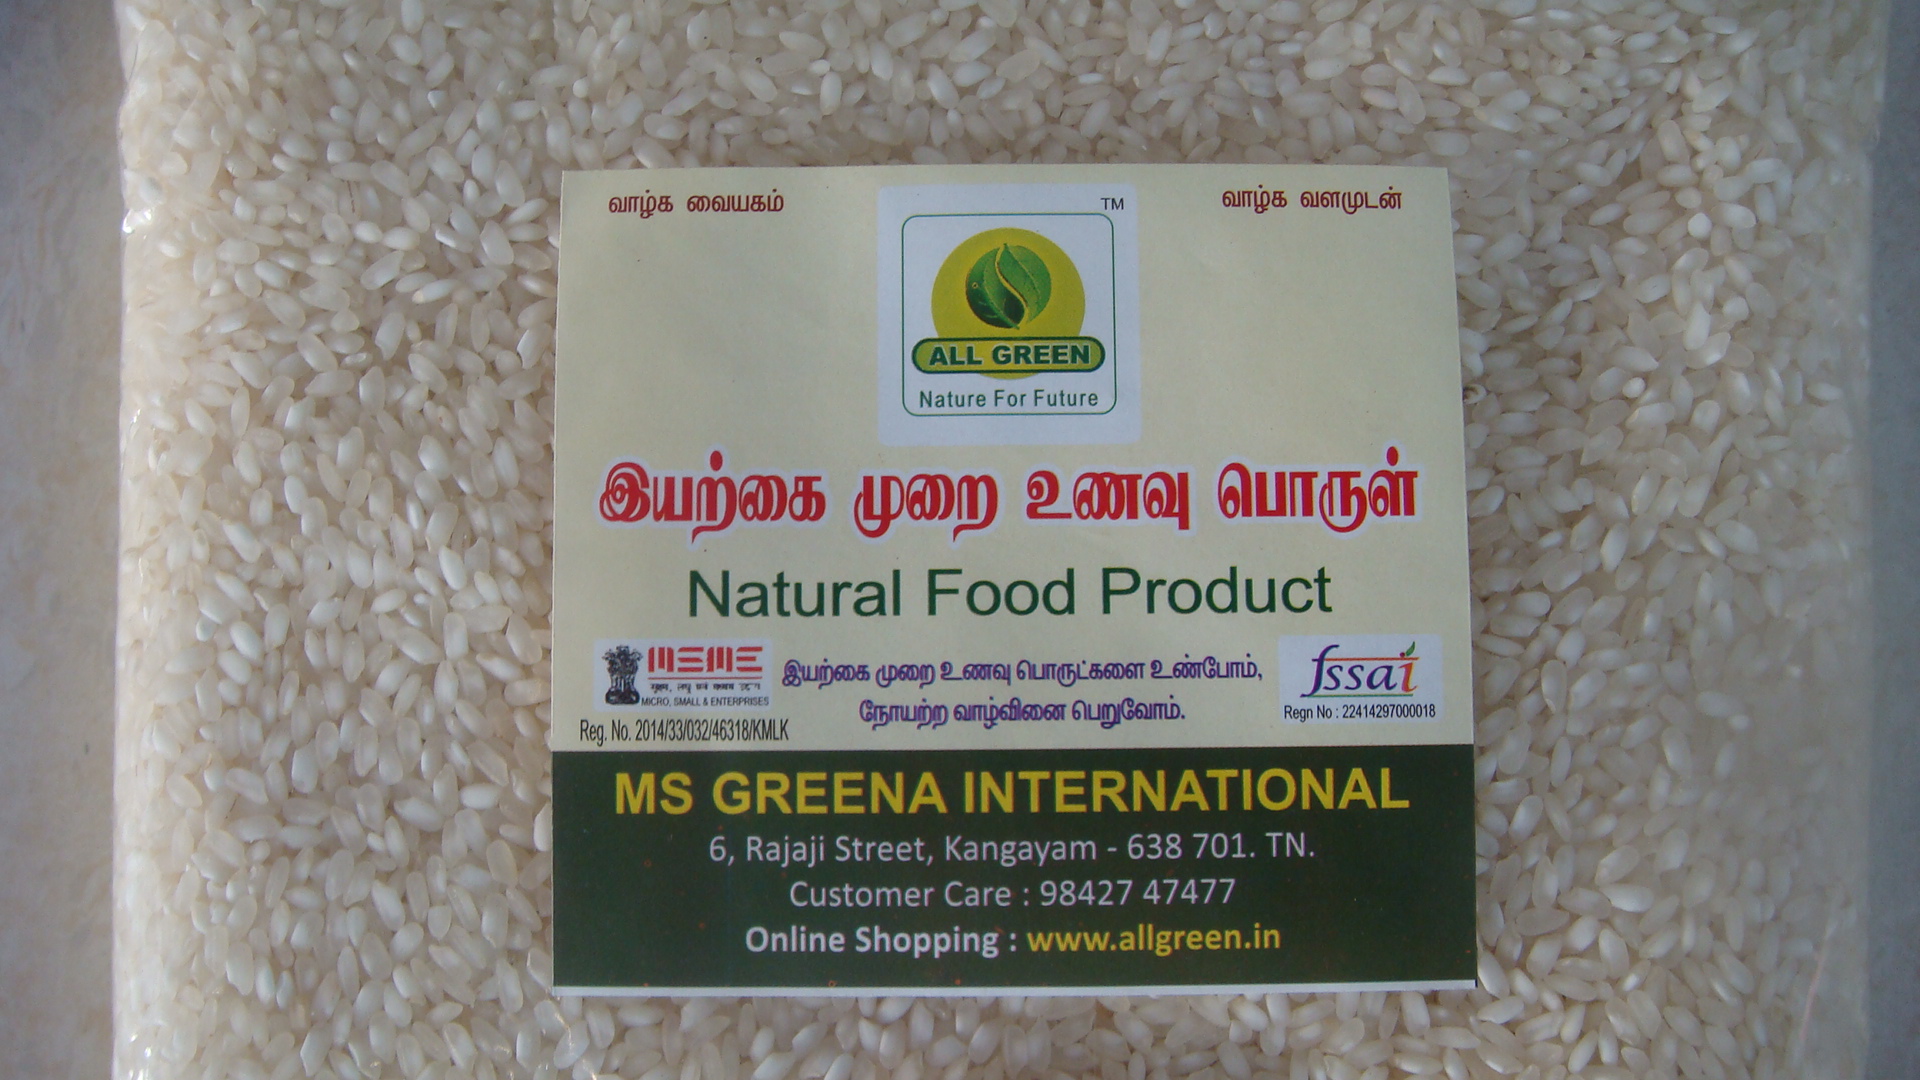 வாழ்க வையகம்
TM
வாழ்க வளமுடன்
ALL GREEN
Nature For Future
இயற்கை முறை உணவு பொருள்
Natural Food Product
MSME
MICRO, SMALL & ENTERPRISES
Reg. No. 2014/33/032/46318/KMLK
இயற்கை முறை உணவு பொருட்களை உண்போம்,
நோயற்ற வாழ்வினை பெறுவோம்.
fssai
Regn No : 22414297000018
MS GREENA INTERNATIONAL
6, Rajaji Street, Kangayam - 638 701. TN.
Customer Care : 98427 47477
Online Shopping : www.allgreen.in